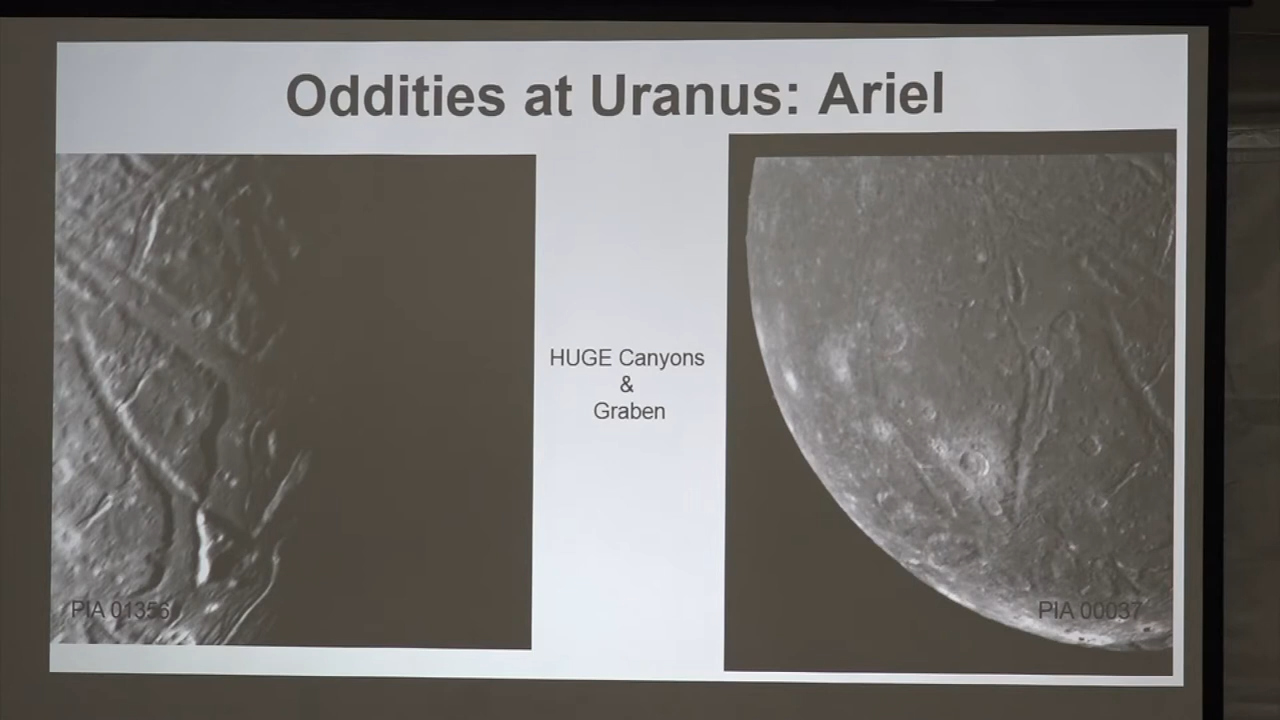 Oddities at Uranus: Ariel
HUGE Canyons
&
Graben
PIA 01356
PIA 00037